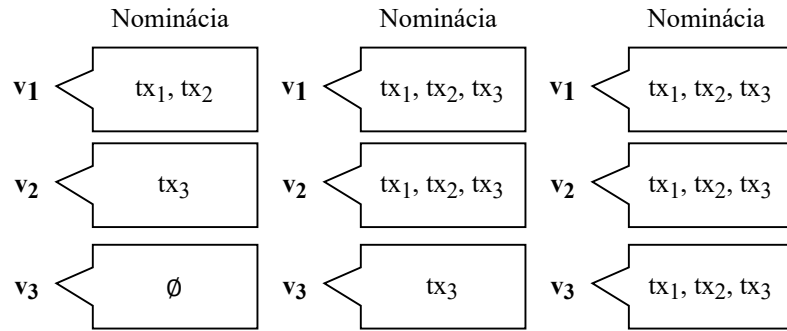 Nominácia Nominácia Nominácia
v1 tx1, tx2 v1 tx1, tx2, tx3 v1 tx1, tx2, tx3
v2 tx3 v2 tx1, tx2, tx3 v2 tx1, tx2, tx3
v3 ∅ v3 tx3 v3 tx1, tx2, tx3